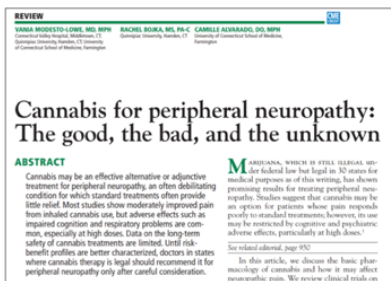 REVIEW
CME
VANIA MODESTO-LOWE, MD, MPH
Connecticut Valley Hospital, Middletown, CT,
Quinnipiac University, Hamden, CT; University
of Connecticut School of Medicine, Farmington
RACHEL BOJKA, MS, PA-C
Quinnipiac University, Hamden, CT
CAMILLE ALVARADO, DO, MPH
University of Connecticut School of Medicine,
Farmington
Cannabis for peripheral neuropathy:
The good, the bad, and the unknown
ABSTRACT
Cannabis may be an effective alternative or adjunctive
treatment for peripheral neuropathy, an often debilitating
condition for which standard treatments often provide
little relief. Most studies show moderately improved pain
from inhaled cannabis use, but adverse effects such as
impaired cognition and respiratory problems are com-
mon, especially at high doses. Data on the long-term
safety of cannabis treatments are limited. Until risk-
benefit profiles are better characterized, doctors in states
where cannabis therapy is legal should recommend it for
peripheral neuropathy only after careful consideration.
MARIJUANA, WHICH IS STILL ILLEGAL un-
der federal law but legal in 30 states for
medical purposes as of this writing, has shown
promising results for treating peripheral neu-
ropathy. Studies suggest that cannabis may be
an option for patients whose pain responds
poorly to standard treatments; however, its use
may be restricted by cognitive and psychiatric
adverse effects, particularly at high doses.¹
See related editorial, page 950
In this article, we discuss the basic phar-
macology of cannabis and how it may affect
neuropathic pain. We review clinical trials on